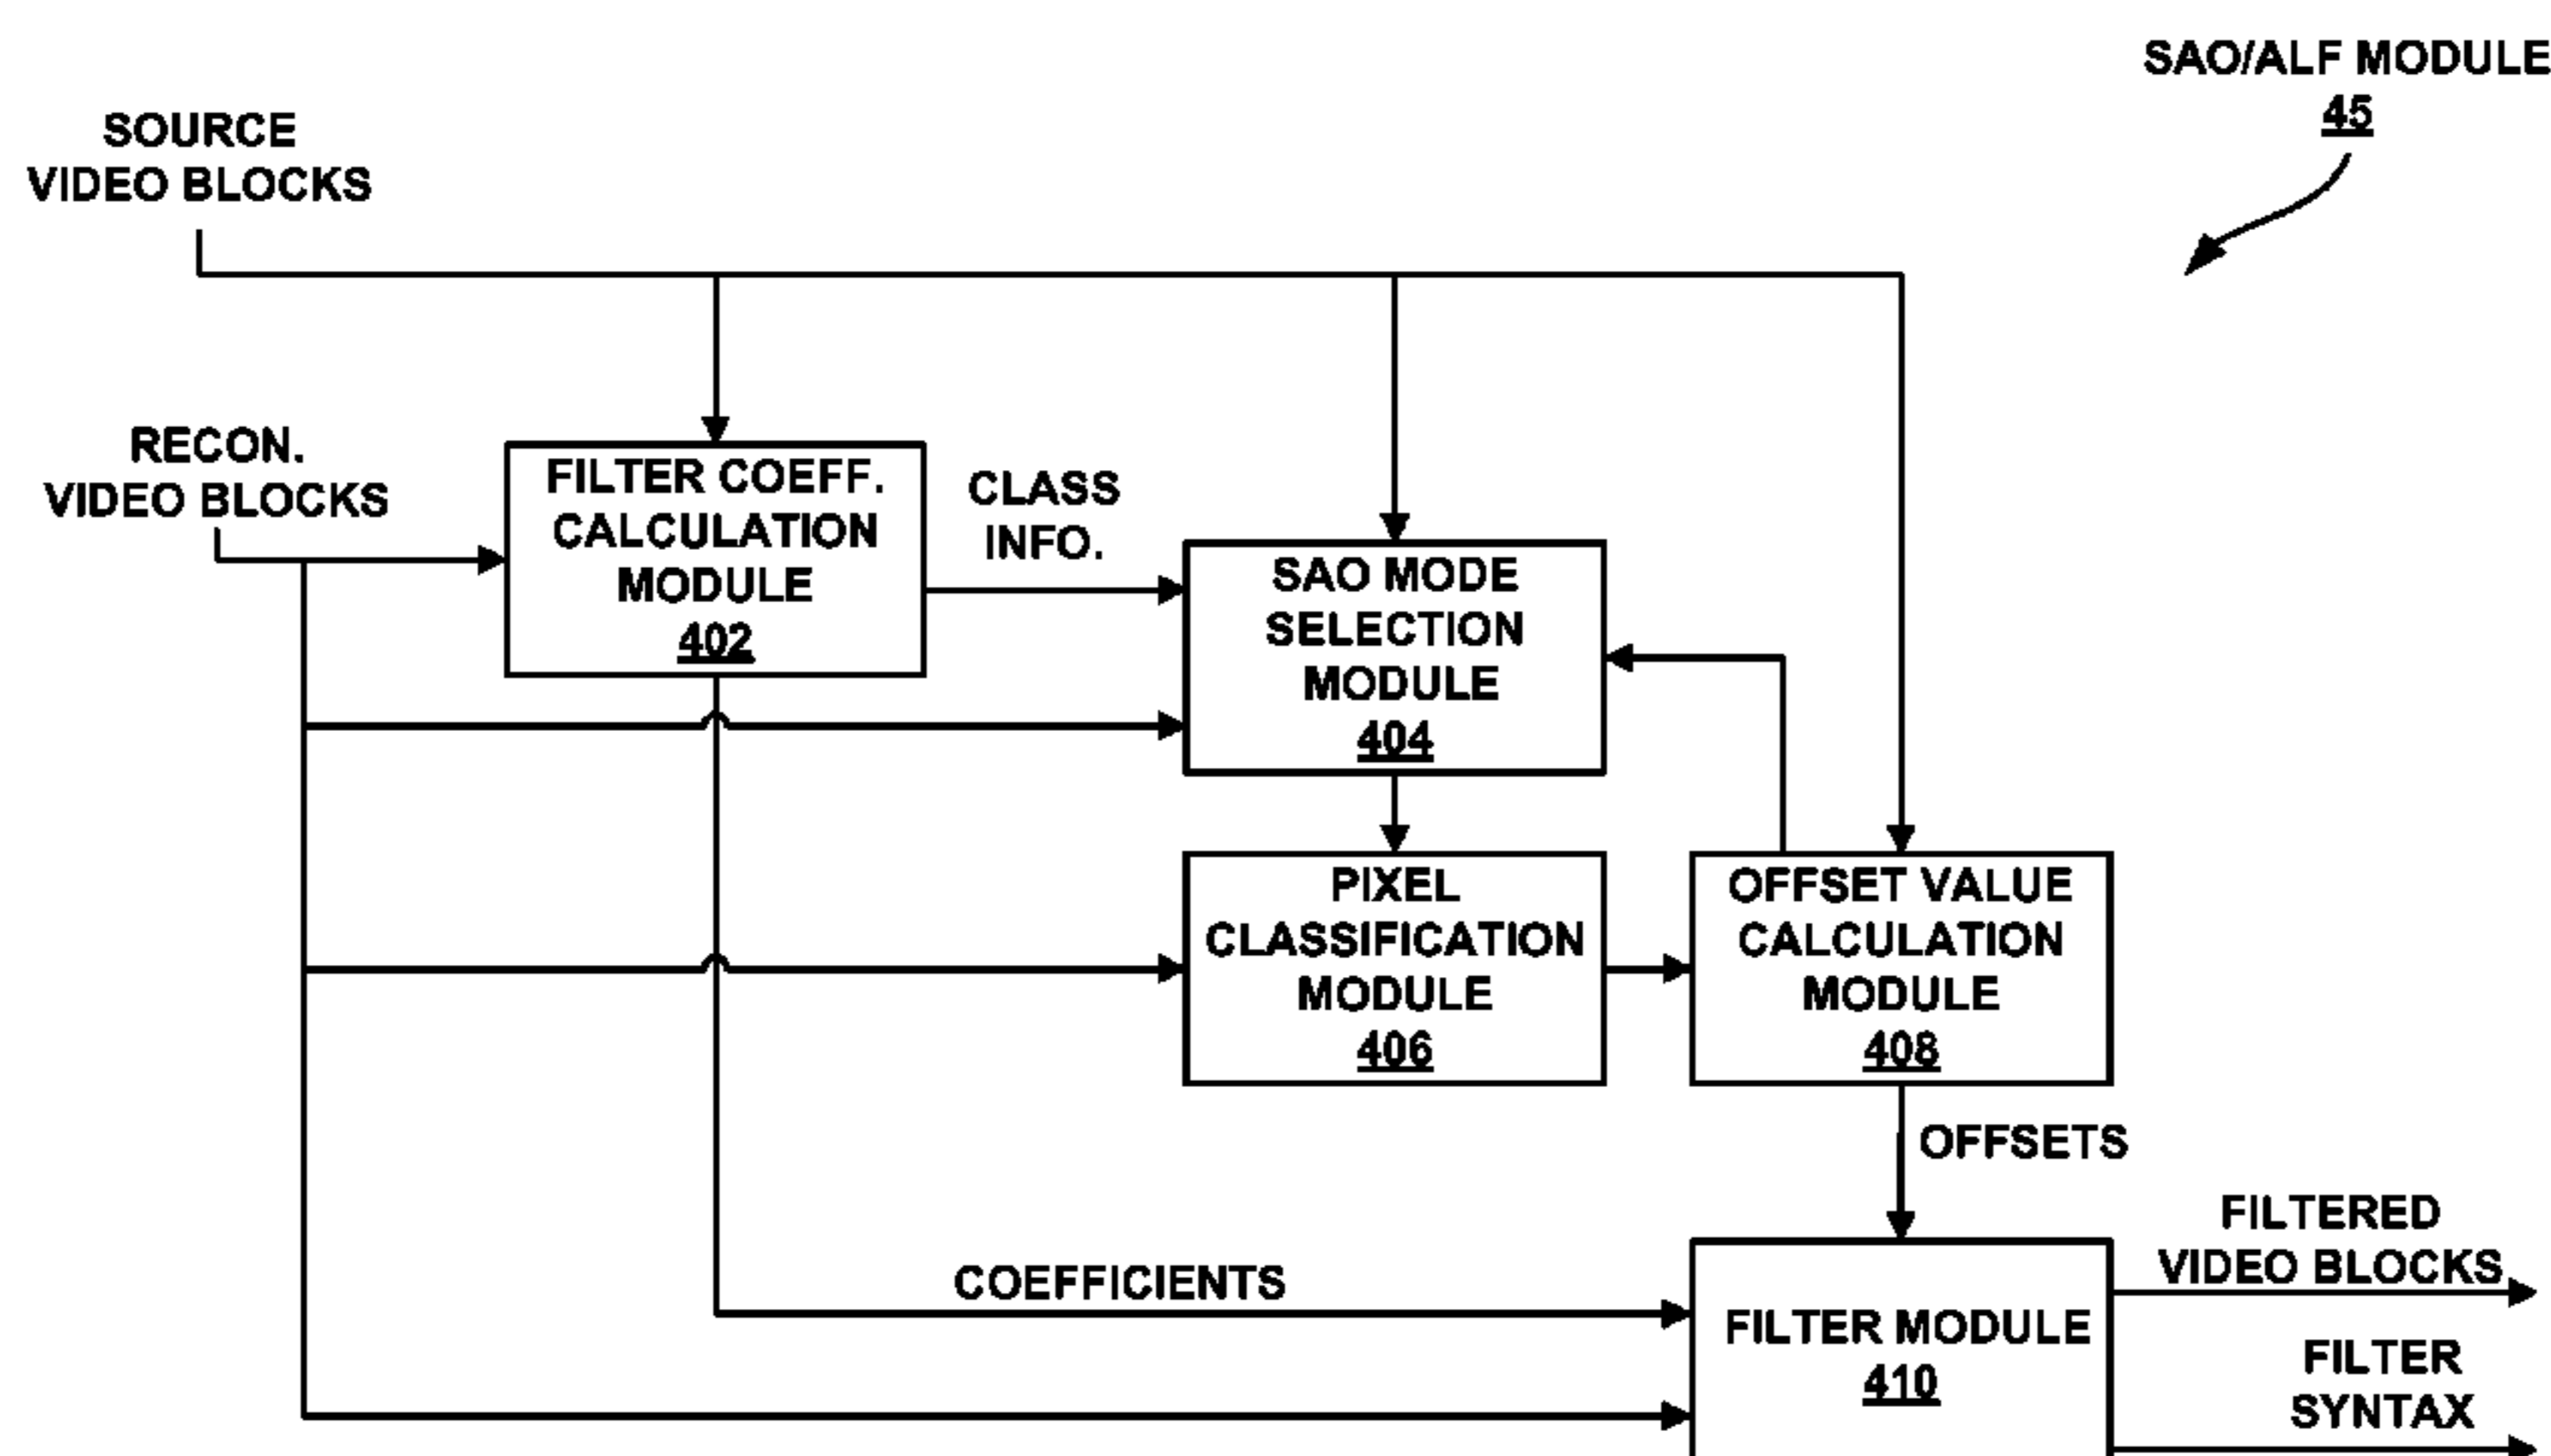 SAO/ALF MODULE
45
SOURCE
VIDEO BLOCKS
RECON.
VIDEO BLOCKS
FILTER COEFF.
CALCULATION
MODULE
402
CLASS
INFO.
SAO MODE
SELECTION
MODULE
404
PIXEL
CLASSIFICATION
MODULE
406
OFFSET VALUE
CALCULATION
MODULE
408
OFFSETS
COEFFICIENTS
FILTER MODULE
410
FILTERED
VIDEO BLOCKS
FILTER
SYNTAX